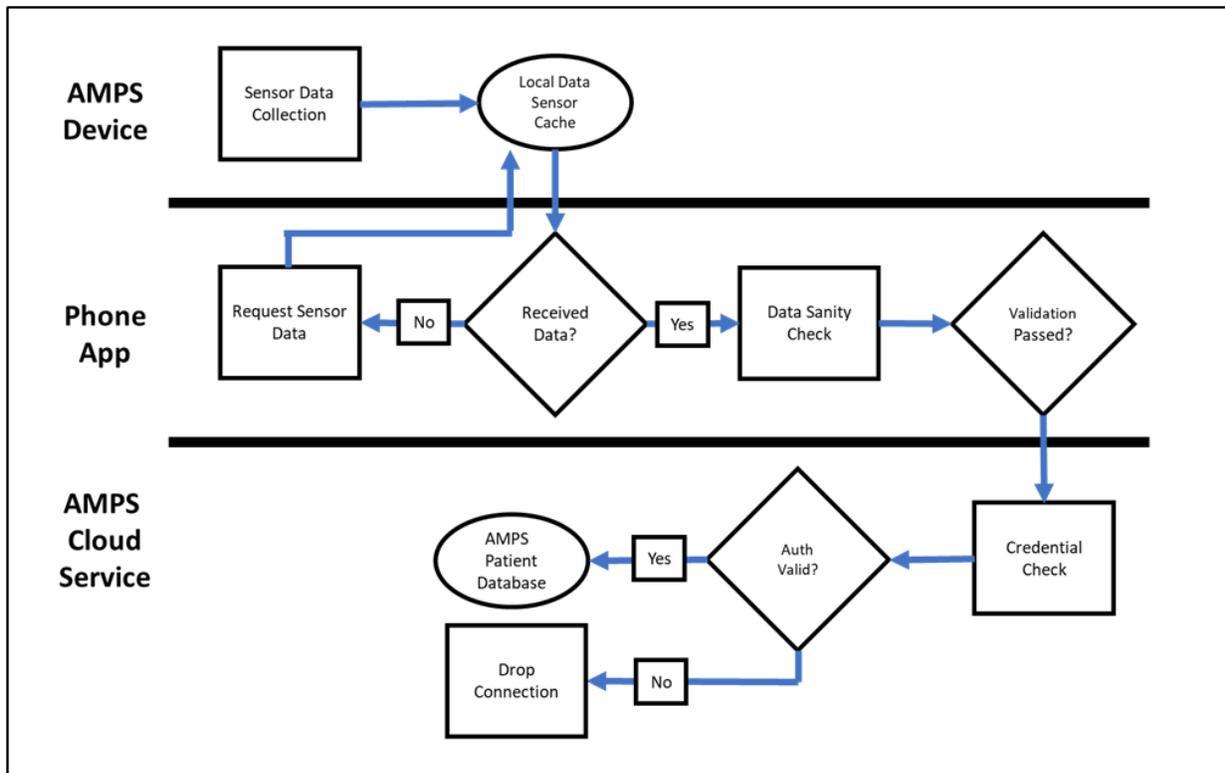 AMPS
Device
Sensor Data
Collection
Local Data
Sensor
Cache
Phone
App
Request Sensor
Data
No
Received
Data?
Yes
Data Sanity
Check
Validation
Passed?
AMPS
Cloud
Service
AMPS
Patient
Database
Yes
Auth
Valid?
Credential
Check
Drop
Connection
No